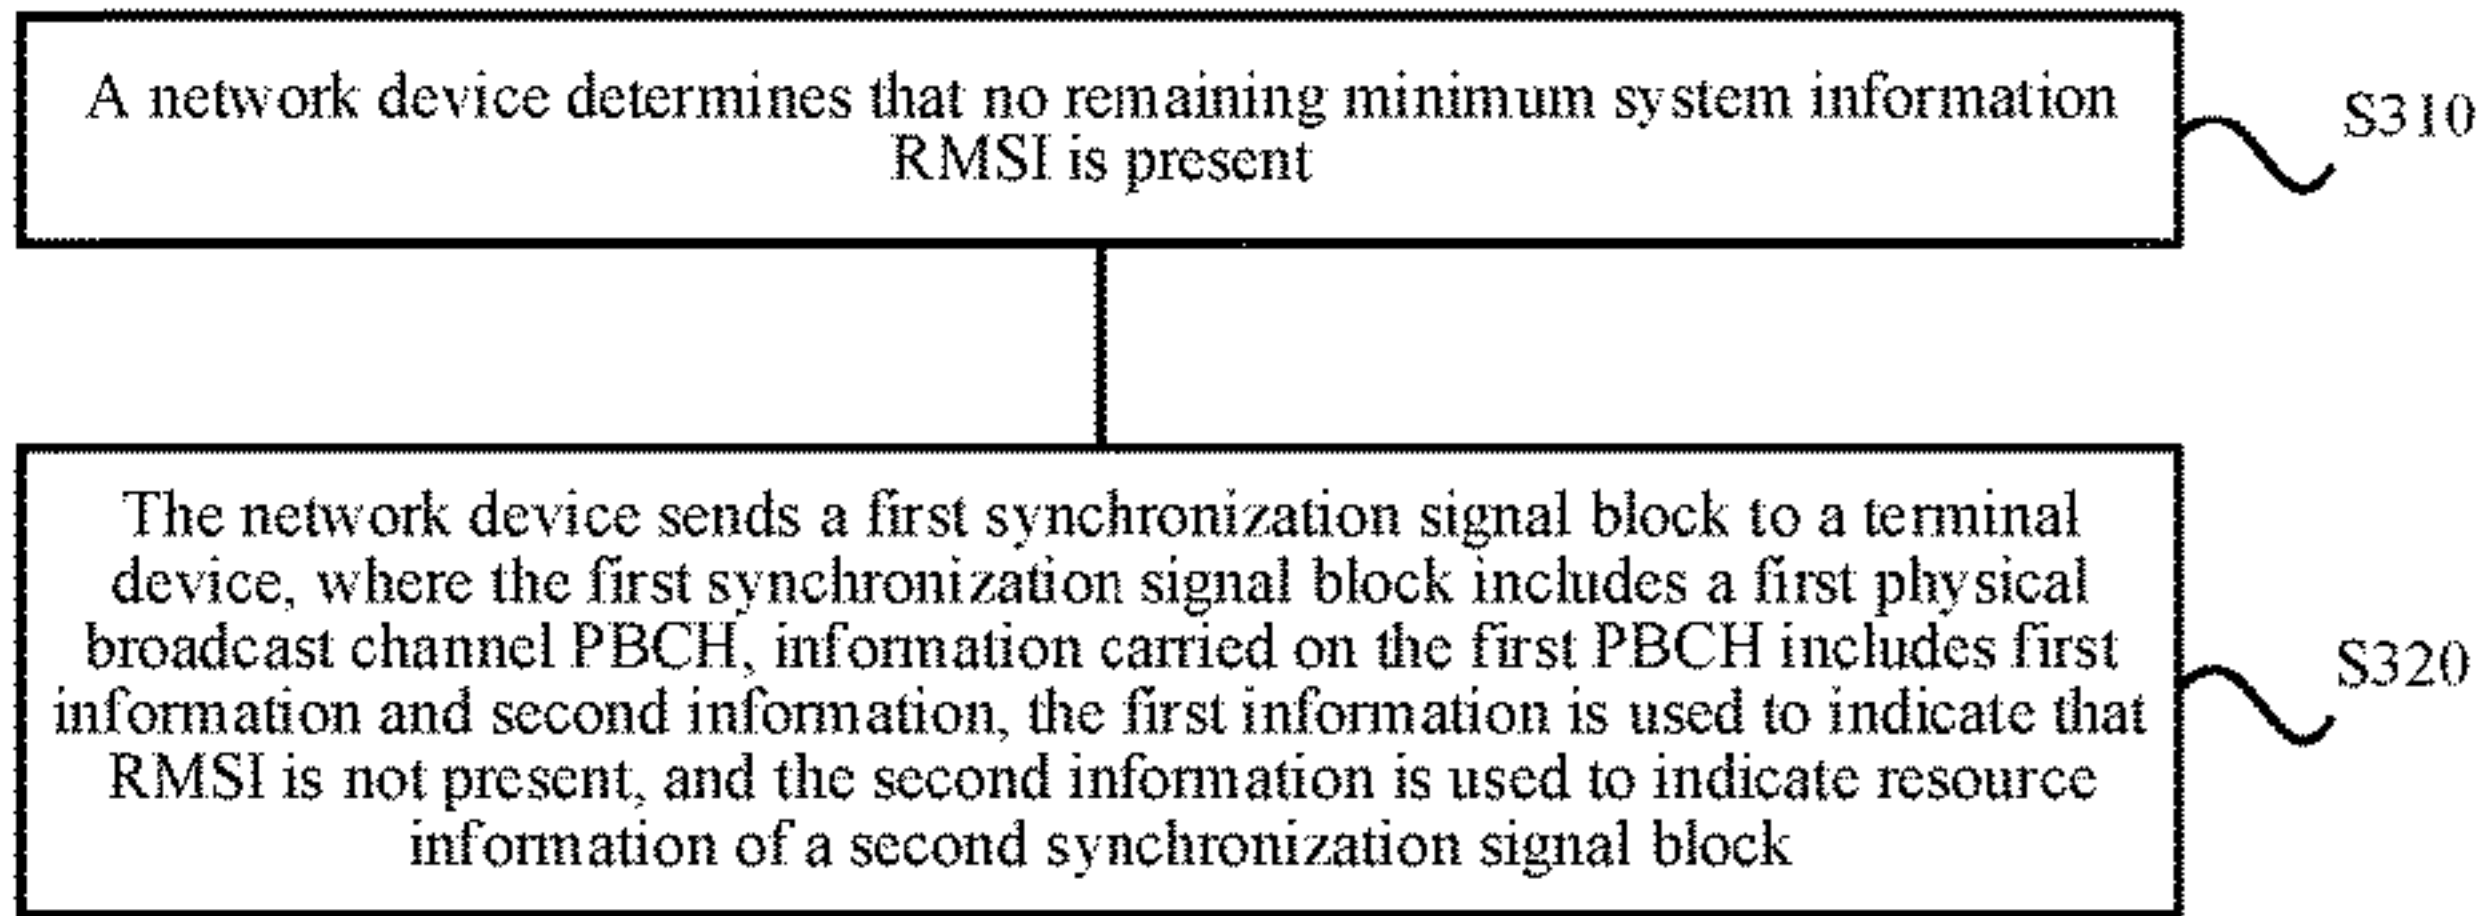 A network device determines that no remaining minimum system information
RMSI is present
S310
The network device sends a first synchronization signal block to a terminal
device, where the first synchronization signal block includes a first physical
broadcast channel PBCH, information carried on the first PBCH includes first
information and second information, the first information is used to indicate that
RMSI is not present, and the second information is used to indicate resource
information of a second synchronization signal block
S320